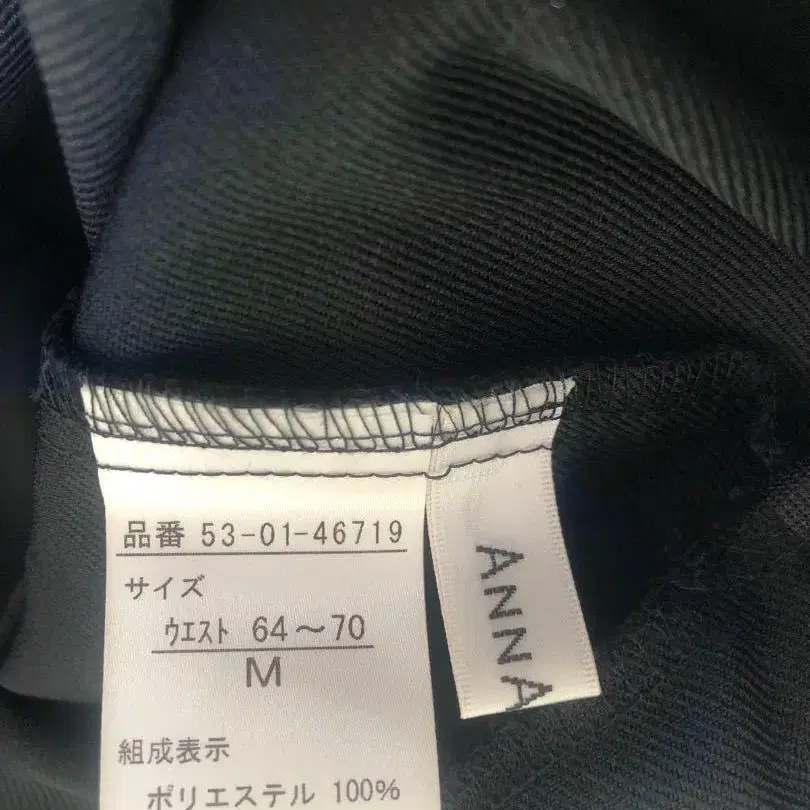 品番 53-01-46719
サイズ
ウエスト 64～70
M
組成表示
ポリエステル 100%
ANNA